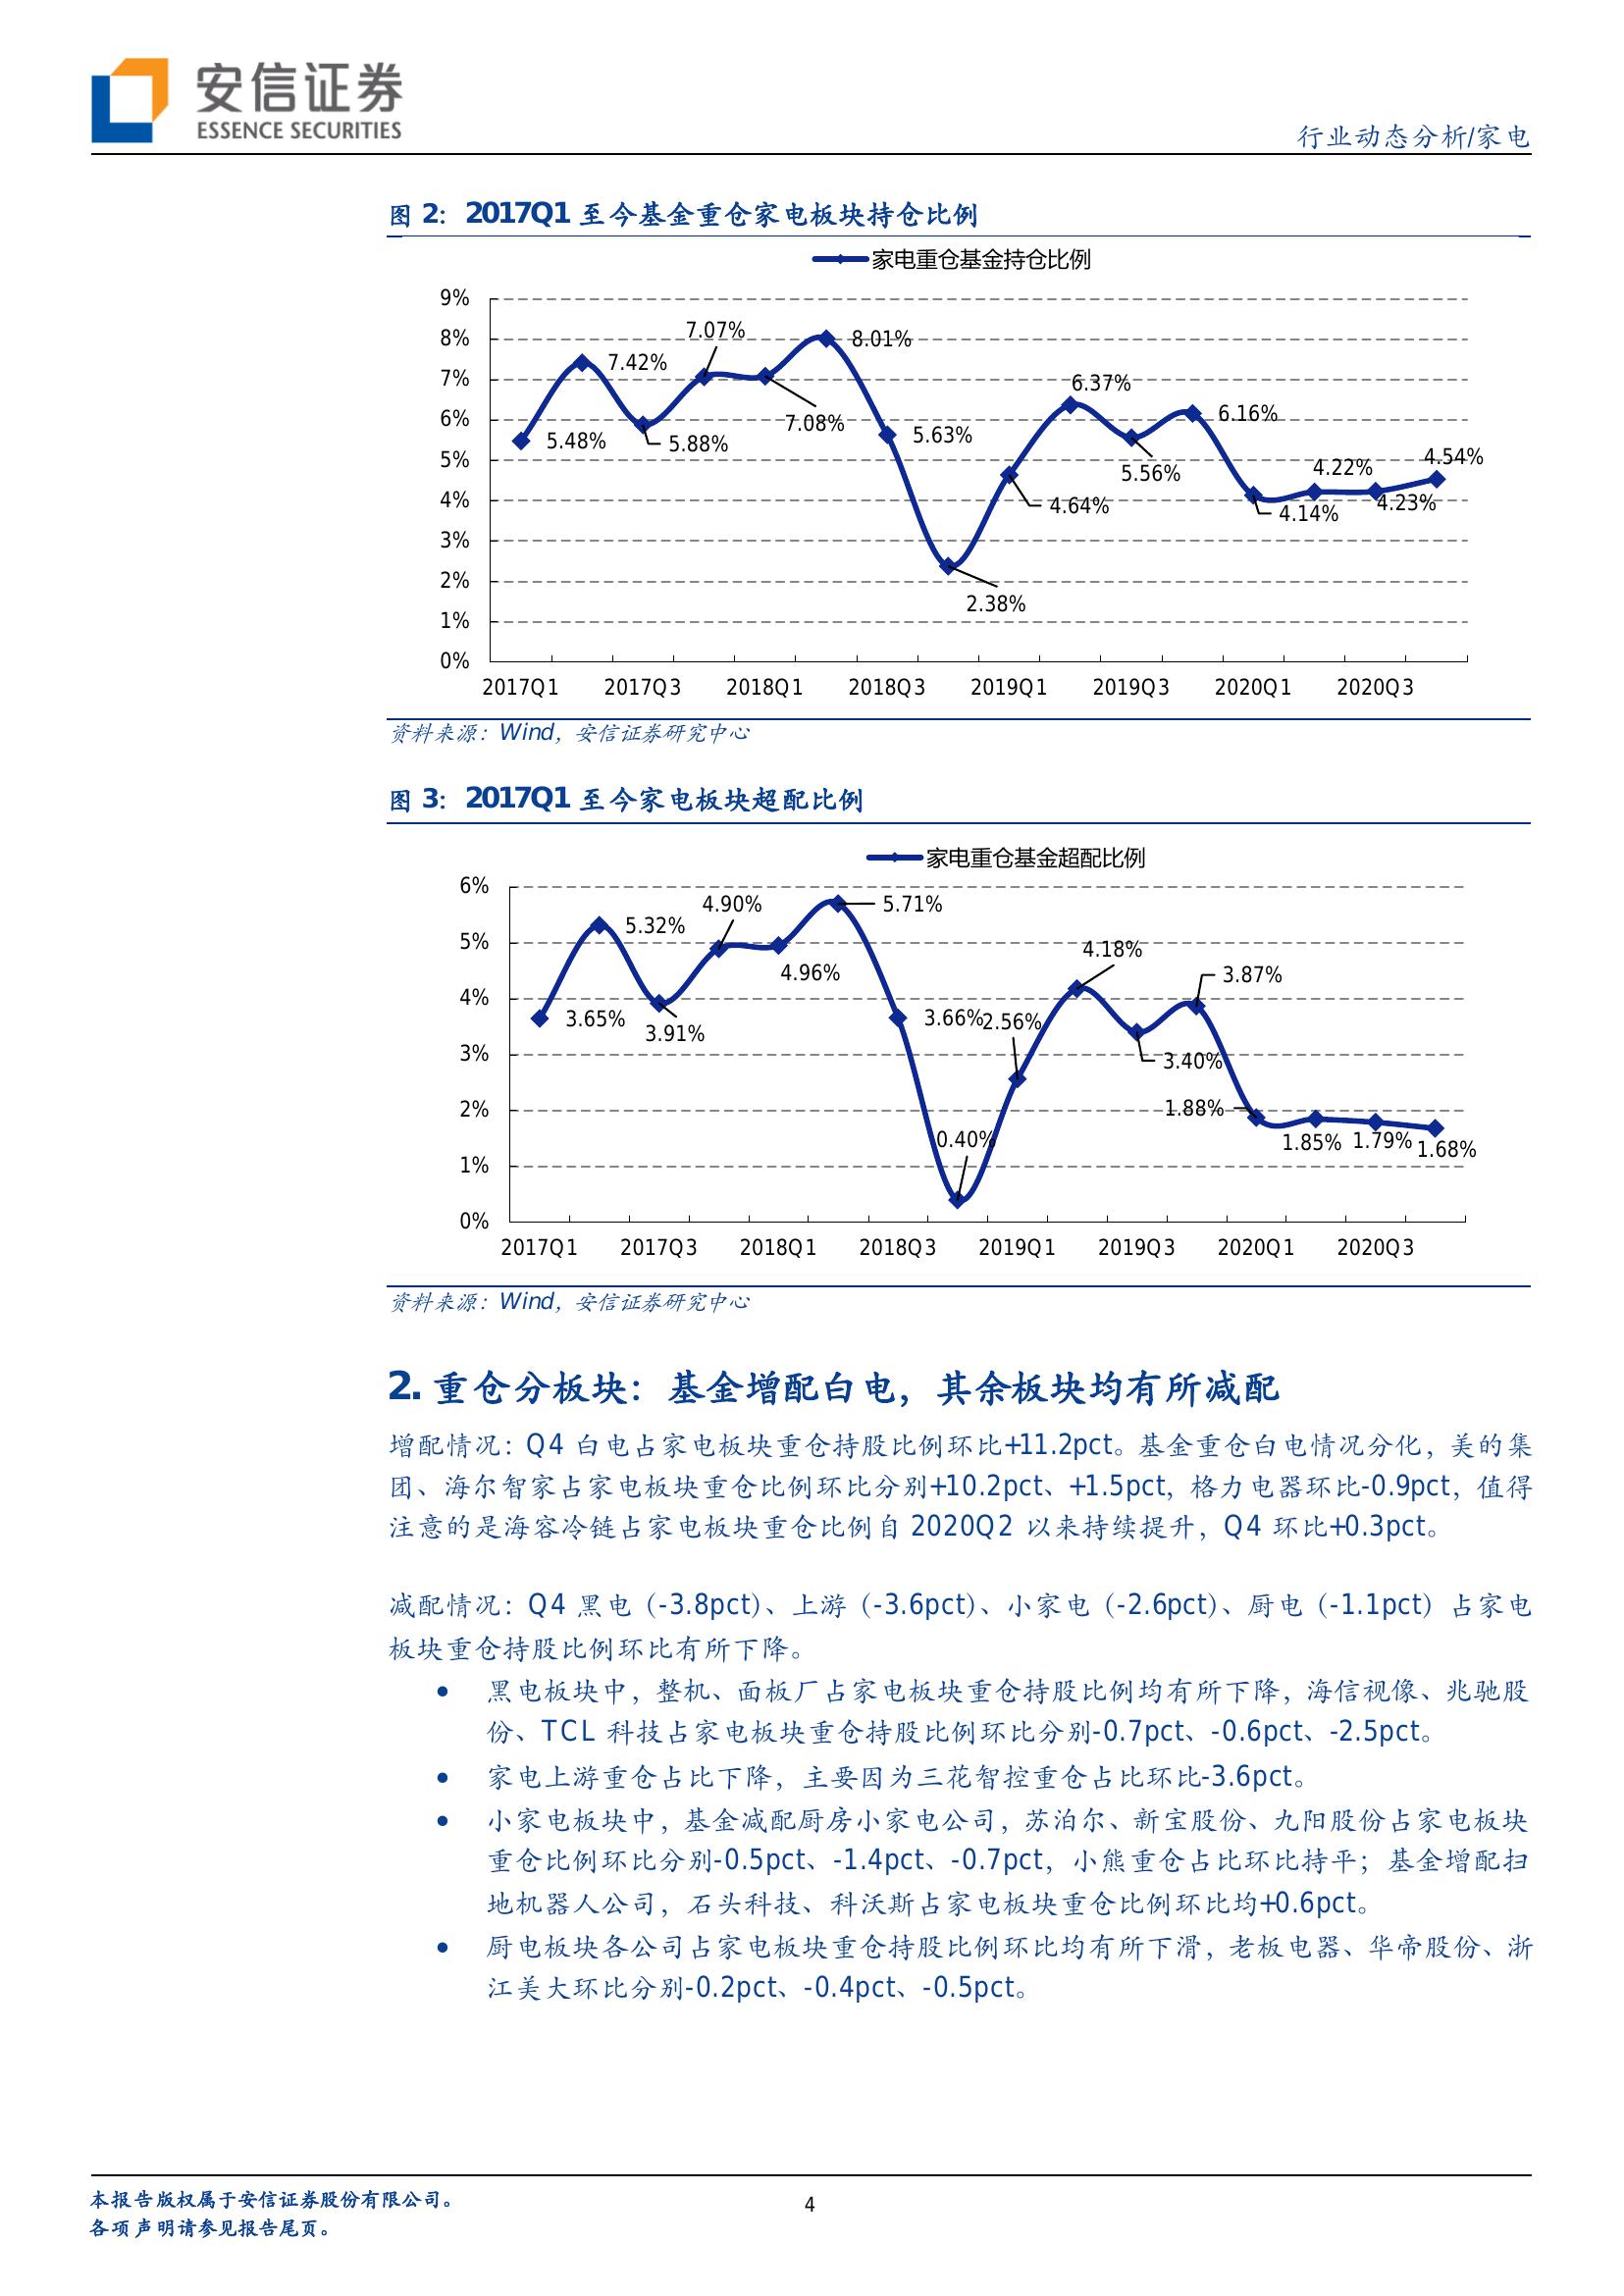 安信证券
ESSENCE SECURITIES
行业动态分析/家电
图 2：2017Q1 至今基金重仓家电板块持仓比例
家电重仓基金持仓比例
9%
8%
7%
6%
5%
4%
3%
2%
1%
0%
5.48%
7.42%
5.88%
7.07%
7.08%
8.01%
5.63%
2.38%
4.64%
6.37%
5.56%
6.16%
4.14%
4.22%
4.23%
4.54%
2017Q1 2017Q3 2018Q1 2018Q3 2019Q1 2019Q3 2020Q1 2020Q3
资料来源：Wind，安信证券研究中心
图 3：2017Q1 至今家电板块超配比例
家电重仓基金超配比例
6%
5%
4%
3%
2%
1%
0%
3.65%
5.32%
3.91%
4.90%
4.96%
5.71%
3.66%
0.40%
2.56%
4.18%
3.40%
3.87%
1.88%
1.85%
1.79%
1.68%
2017Q1 2017Q3 2018Q1 2018Q3 2019Q1 2019Q3 2020Q1 2020Q3
资料来源：Wind，安信证券研究中心
2. 重仓分板块：基金增配白电，其余板块均有所减配
增配情况：Q4 白电占家电板块重仓持股比例环比+11.2pct。基金重仓白电情况分化，美的集
团、海尔智家占家电板块重仓比例环比分别+10.2pct、+1.5pct，格力电器环比-0.9pct，值得
注意的是海容冷链占家电板块重仓比例自 2020Q2 以来持续提升，Q4 环比+0.3pct。
减配情况：Q4 黑电（-3.8pct）、上游（-3.6pct）、小家电（-2.6pct）、厨电（-1.1pct）占家电
板块重仓持股比例环比有所下降。
● 黑电板块中，整机、面板厂占家电板块重仓持股比例均有所下降，海信视像、兆驰股
份、TCL 科技占家电板块重仓持股比例环比分别-0.7pct、-0.6pct、-2.5pct。
● 家电上游重仓占比下降，主要因为三花智控重仓占比环比-3.6pct。
● 小家电板块中，基金减配厨房小家电公司，苏泊尔、新宝股份、九阳股份占家电板块
重仓比例环比分别-0.5pct、-1.4pct、-0.7pct，小熊重仓占比环比持平；基金增配扫
地机器人公司，石头科技、科沃斯占家电板块重仓比例环比均+0.6pct。
● 厨电板块各公司占家电板块重仓持股比例环比均有所下滑，老板电器、华帝股份、浙
江美大环比分别-0.2pct、-0.4pct、-0.5pct。
本报告版权属于安信证券股份有限公司。
各项声明请参见报告尾页。
4